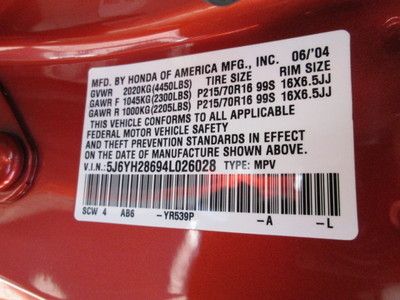 MFD. BY HONDA OF AMERICA MFG., INC. 06/'04
GVWR 2020KG(4450LBS) TIRE SIZE RIM SIZE
GAWR F 1045KG(2300LBS) P215/70R16 99S 16X6.5JJ
GAWR R 1000KG(2205LBS) P215/70R16 99S 16X6.5JJ
THIS VEHICLE CONFORMS TO ALL APPLICABLE
FEDERAL MOTOR VEHICLE SAFETY
AND THEFT PREVENTION STANDARDS IN EFFECT
ON THE DATE OF MANUFACTURE SHOWN ABOVE.
V.I.N.: 5J6YH28694L026028 TYPE: MPV
SCW 4 AB6 -YR539P -A -L